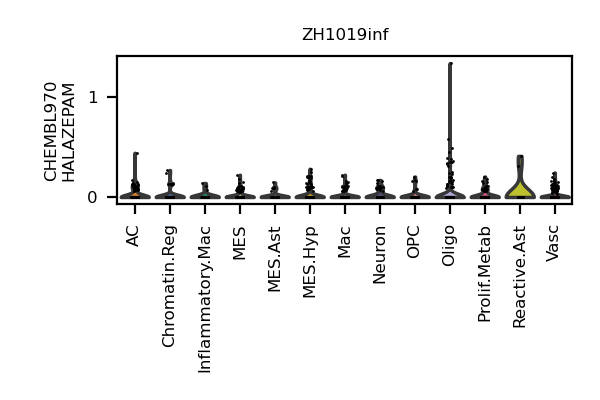 ZH1019inf
CHEMBL970
HALAZEPAM
1
0
AC
Chromatin.Reg
Inflammatory.Mac
MES
MES.Ast
MES.Hyp
Mac
Neuron
OPC
Oligo
Prolif.Metab
Reactive.Ast
Vasc